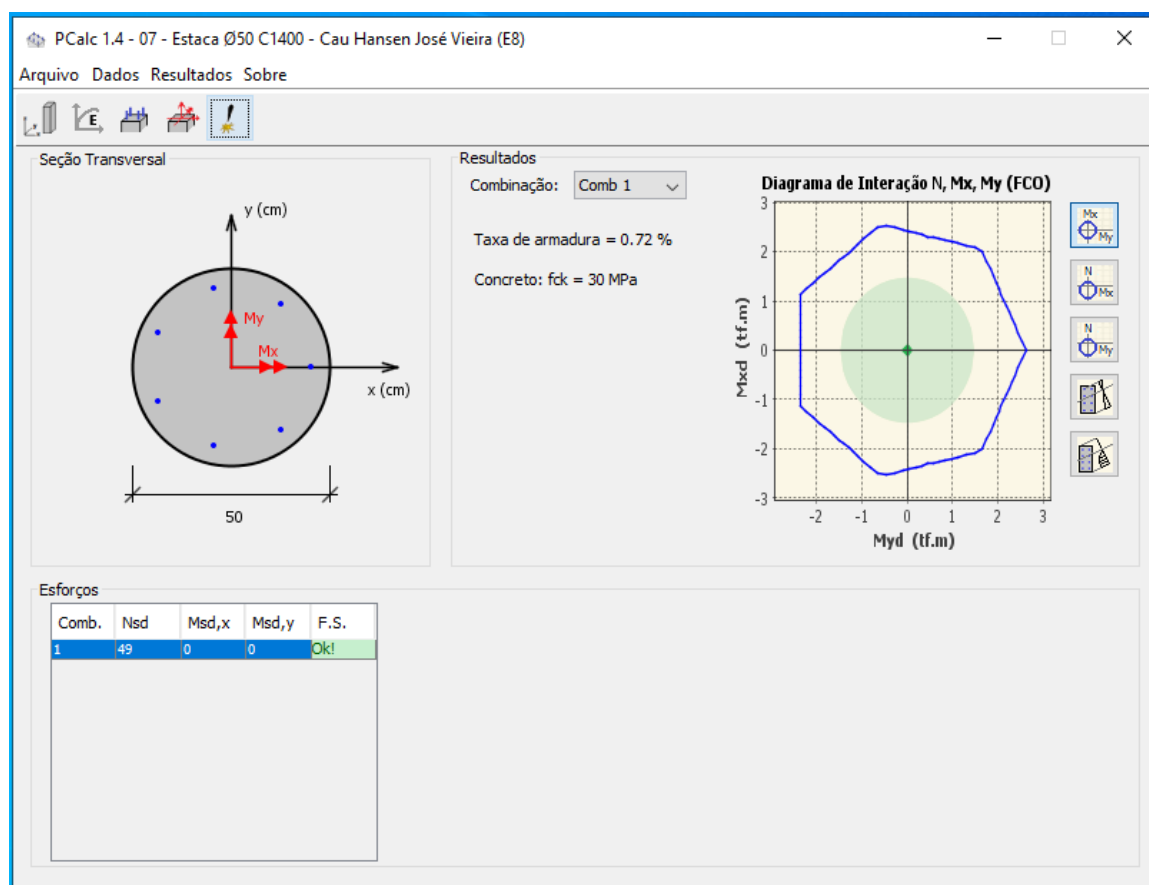 PCalc 1.4 - 07 - Estaca Ø50 C1400 - Cau Hansen José Vieira (E8)
Arquivo Dados Resultados Sobre
E
Seção Transversal
y (cm)
My
Mx
x (cm)
50
Resultados
Combinação: Comb 1
Taxa de armadura = 0.72 %
Concreto: fck = 30 MPa
Diagrama de Interação N, Mx, My (FCO)
3
2
1
0
-1
-2
-3
Mxd (tf.m)
-2 -1 0 1 2 3
Myd (tf.m)
Mx
My
N
Mx
N
My
Esforços
Comb. Nsd Msd,x Msd,y F.S.
1 49 0 0 Ok!